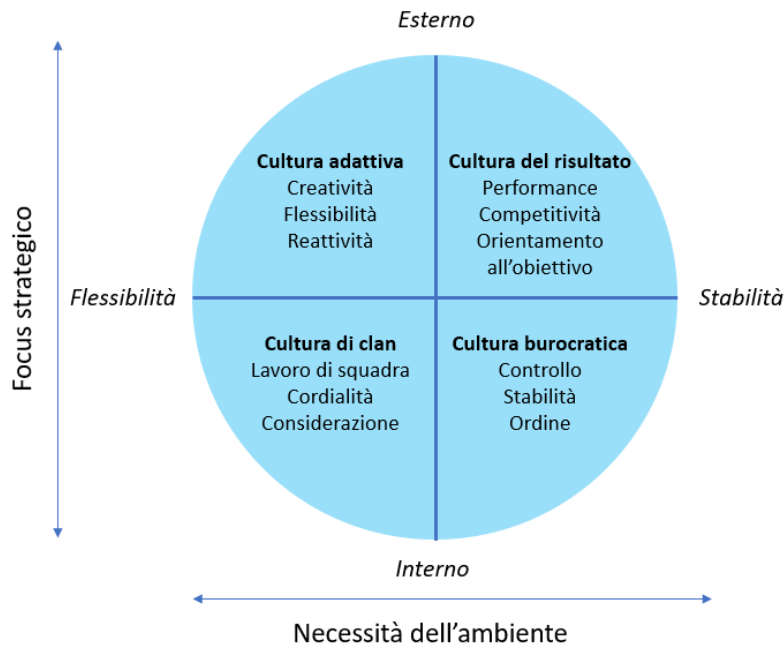 Esterno
Cultura adattiva
Creatività
Flessibilità
Reattività
Cultura del risultato
Performance
Competitività
Orientamento
all'obiettivo
Focus strategico
Flessibilità
Stabilità
Cultura di clan
Lavoro di squadra
Cordialità
Considerazione
Cultura burocratica
Controllo
Stabilità
Ordine
Interno
Necessità dell'ambiente